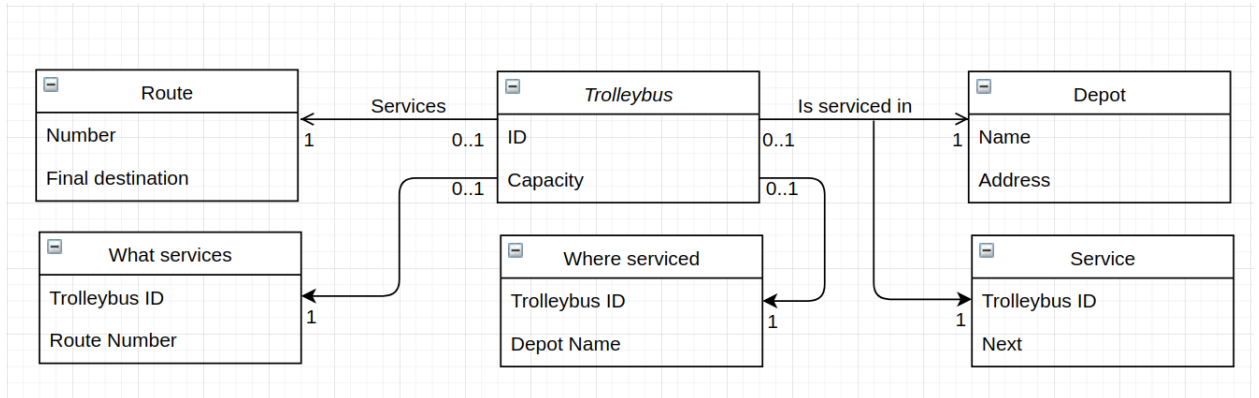 Route
Number
Final destination
Services
1
0..1
0..1
Trolleybus
ID
Capacity
Is serviced in
0..1
1
0..1
Depot
Name
Address
What services
Trolleybus ID
Route Number
1
Where serviced
Trolleybus ID
Depot Name
1
Service
Trolleybus ID
Next
1